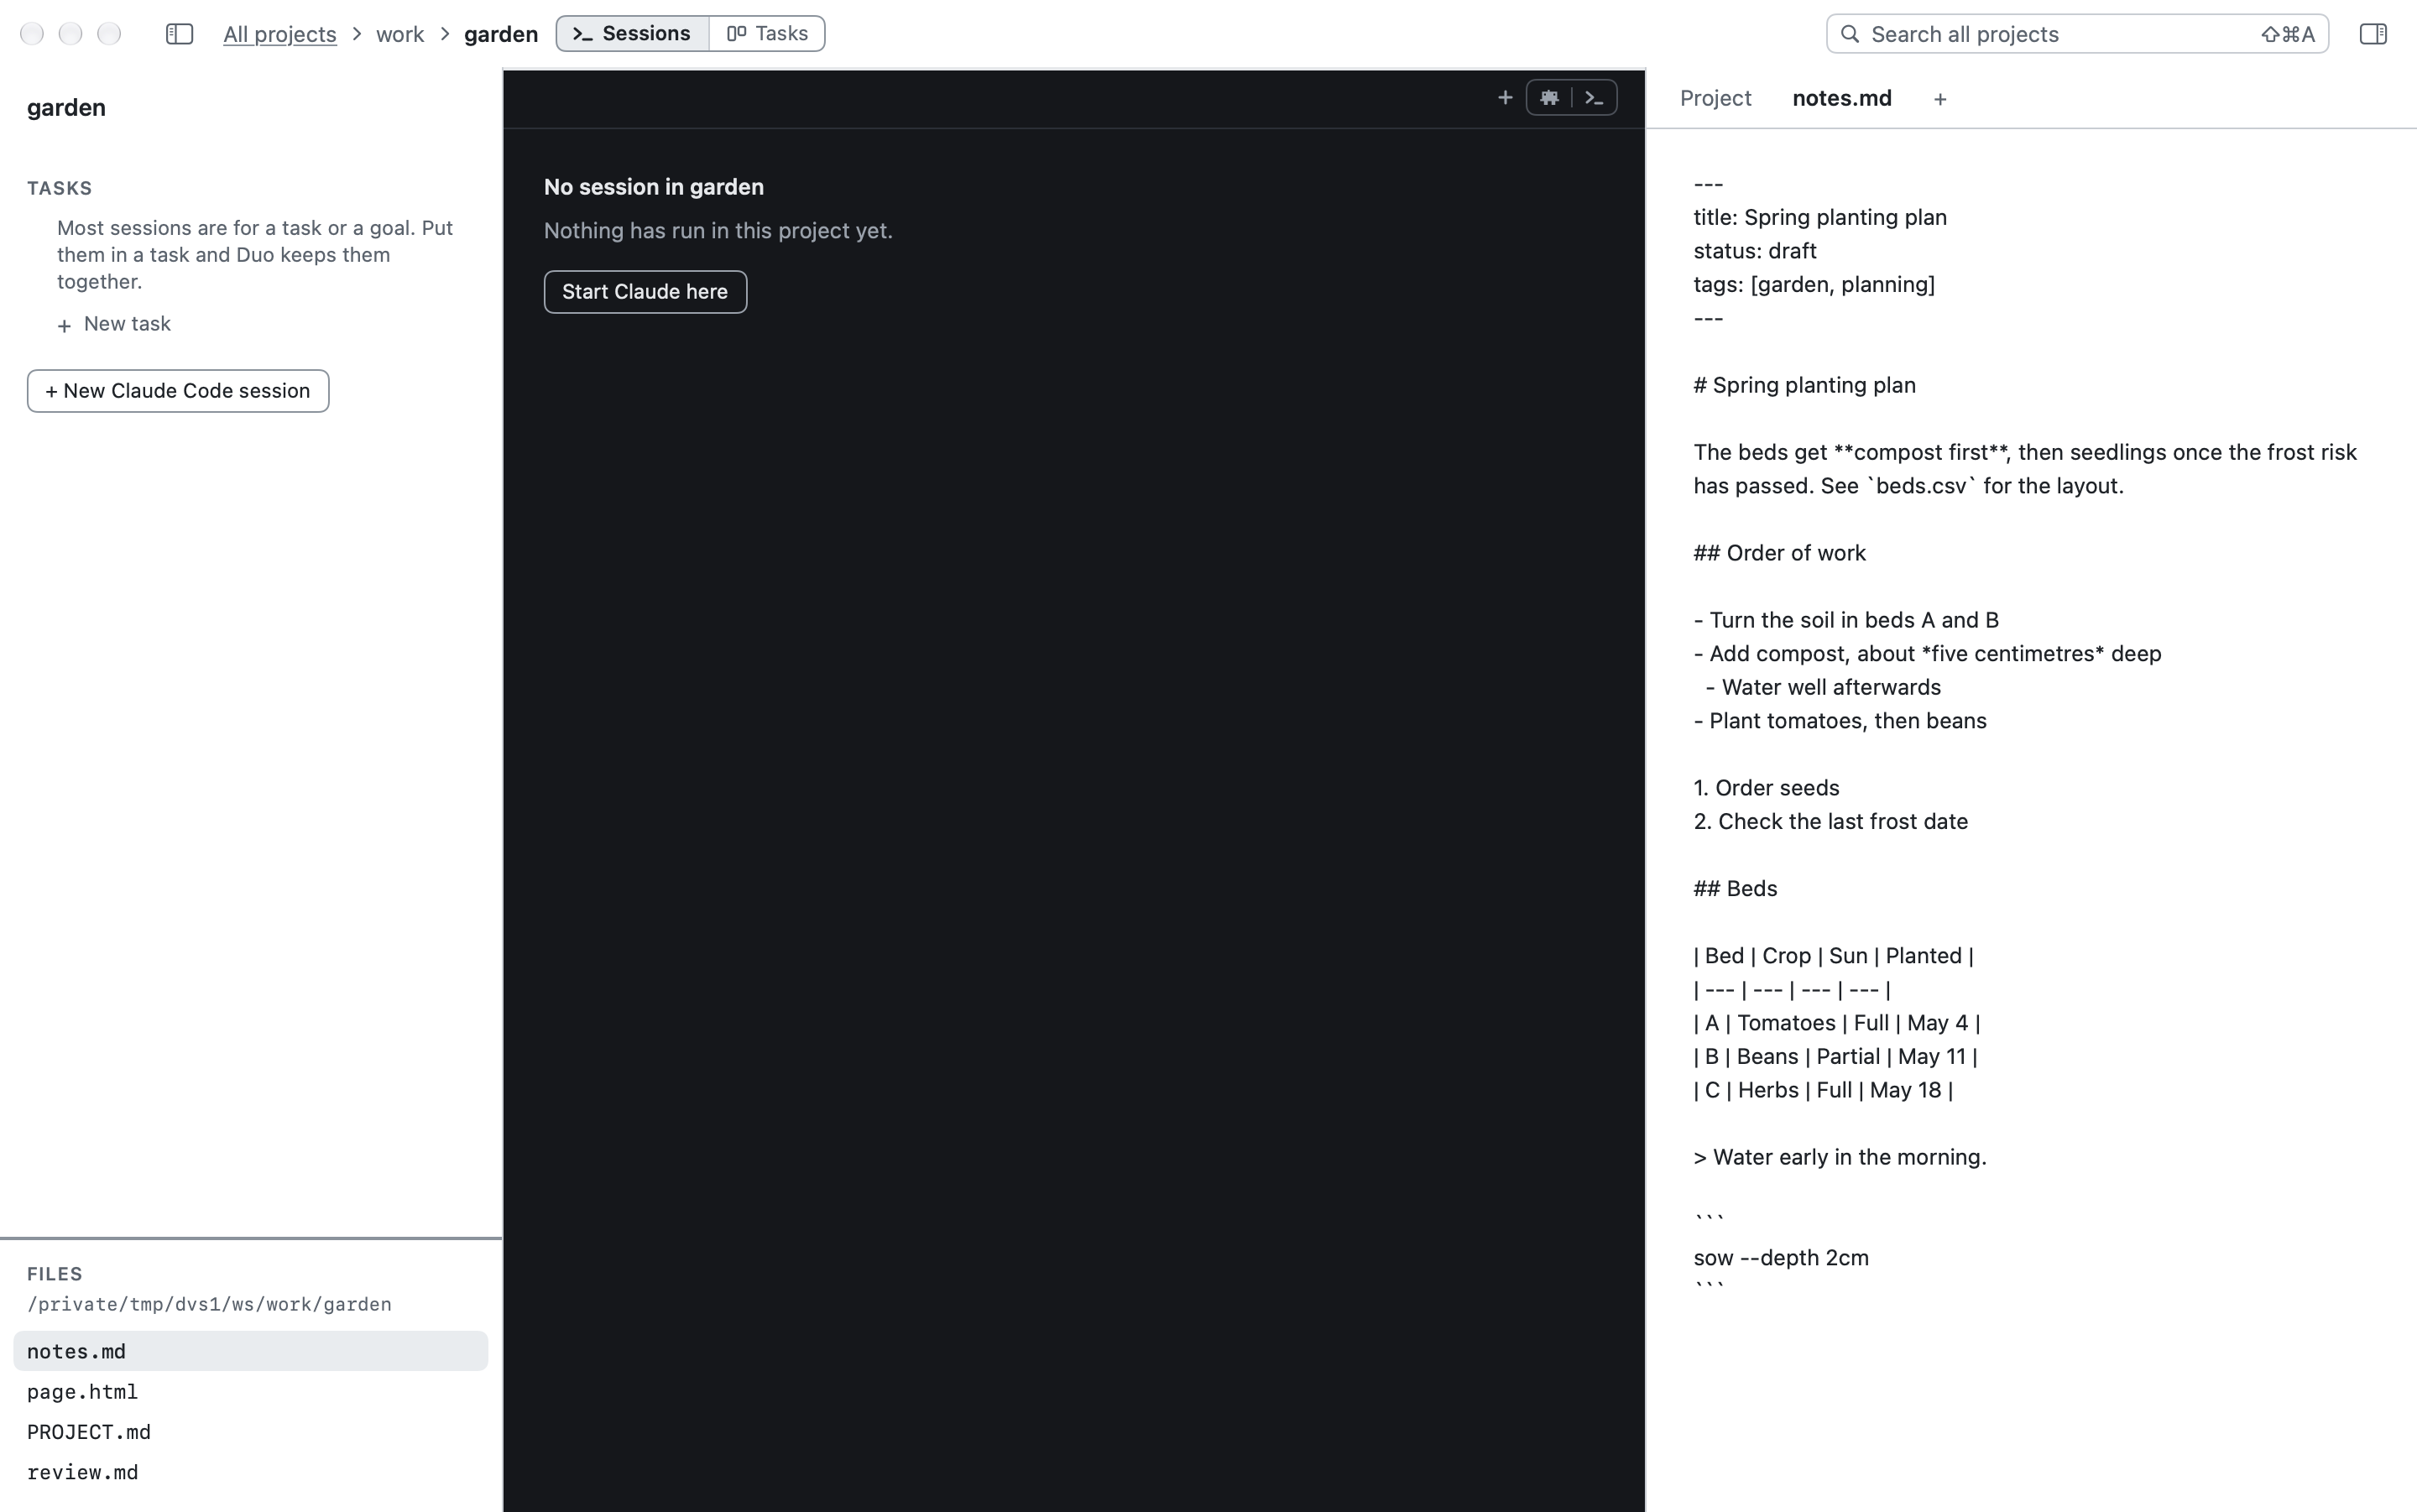 All projects > work > garden
Sessions
Tasks
Search all projects ⇧⌘A
garden
TASKS
Most sessions are for a task or a goal. Put
them in a task and Duo keeps them
together.
+ New task
+ New Claude Code session
FILES
/private/tmp/dvs1/ws/work/garden
notes.md
page.html
PROJECT.md
review.md
No session in garden
Nothing has run in this project yet.
Start Claude here
Project
notes.md
+
---
title: Spring planting plan
status: draft
tags: [garden, planning]
---
# Spring planting plan
The beds get **compost first**, then seedlings once the frost risk
has passed. See `beds.csv` for the layout.
## Order of work
- Turn the soil in beds A and B
- Add compost, about *five centimetres* deep
  - Water well afterwards
- Plant tomatoes, then beans
1. Order seeds
2. Check the last frost date
## Beds
| Bed | Crop | Sun | Planted |
| --- | --- | --- | --- |
| A | Tomatoes | Full | May 4 |
| B | Beans | Partial | May 11 |
| C | Herbs | Full | May 18 |
> Water early in the morning.
```
sow --depth 2cm
```